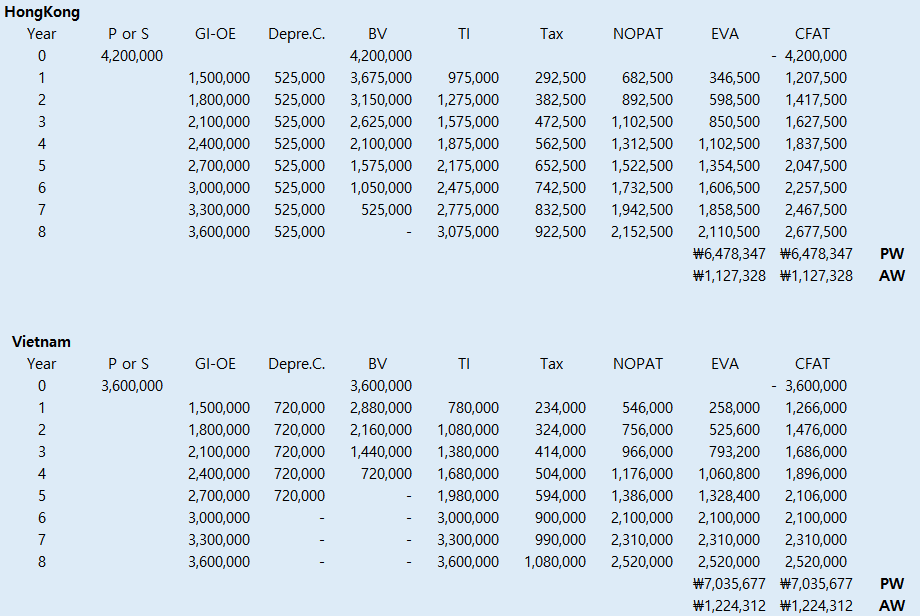 HongKong
Year P or S GI-OE Depre.C. BV TI Tax NOPAT EVA CFAT
0 4,200,000 4,200,000 - 4,200,000
1 1,500,000 525,000 3,675,000 975,000 292,500 682,500 346,500 1,207,500
2 1,800,000 525,000 3,150,000 1,275,000 382,500 892,500 598,500 1,417,500
3 2,100,000 525,000 2,625,000 1,575,000 472,500 1,102,500 850,500 1,627,500
4 2,400,000 525,000 2,100,000 1,875,000 562,500 1,312,500 1,102,500 1,837,500
5 2,700,000 525,000 1,575,000 2,175,000 652,500 1,522,500 1,354,500 2,047,500
6 3,000,000 525,000 1,050,000 2,475,000 742,500 1,732,500 1,606,500 2,257,500
7 3,300,000 525,000 525,000 2,775,000 832,500 1,942,500 1,858,500 2,467,500
8 3,600,000 525,000 - 3,075,000 922,500 2,152,500 2,110,500 2,677,500
₩6,478,347 ₩6,478,347 PW
₩1,127,328 ₩1,127,328 AW
Vietnam
Year P or S GI-OE Depre.C. BV TI Tax NOPAT EVA CFAT
0 3,600,000 3,600,000 - 3,600,000
1 1,500,000 720,000 2,880,000 780,000 234,000 546,000 258,000 1,266,000
2 1,800,000 720,000 2,160,000 1,080,000 324,000 756,000 525,600 1,476,000
3 2,100,000 720,000 1,440,000 1,380,000 414,000 966,000 793,200 1,686,000
4 2,400,000 720,000 720,000 1,680,000 504,000 1,176,000 1,060,800 1,896,000
5 2,700,000 720,000 - 1,980,000 594,000 1,386,000 1,328,400 2,106,000
6 3,000,000 - - 3,000,000 900,000 2,100,000 2,100,000 2,100,000
7 3,300,000 - - 3,300,000 990,000 2,310,000 2,310,000 2,310,000
8 3,600,000 - - 3,600,000 1,080,000 2,520,000 2,520,000 2,520,000
₩7,035,677 ₩7,035,677 PW
₩1,224,312 ₩1,224,312 AW